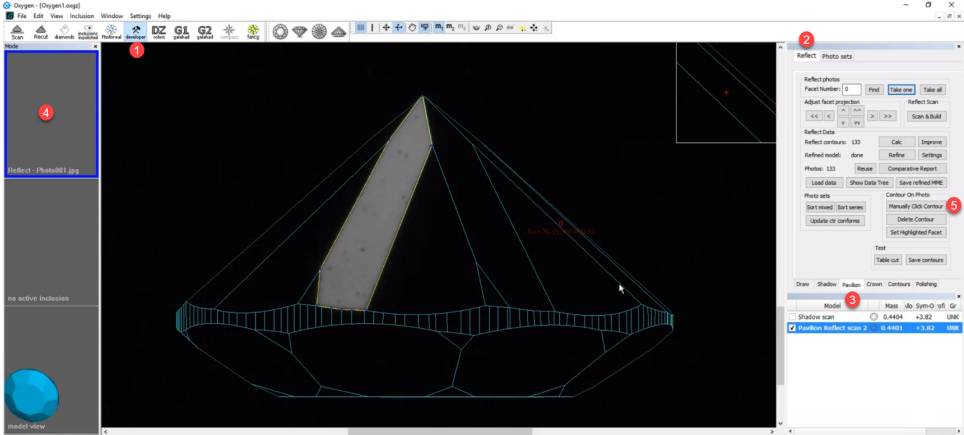 Oxygen - [Oxygen1.oxgz]
File Edit View Inclusion Window Settings Help
Scan Recut diamonds Photoreal developer DZ colors G1 galahad G2 galahad compass fancy
1
2
3
4
5
Mode
Reflect - Photo001.jpg
no active inclusion
model view
Reflect Photo sets
Reflect photos
Facet Number: 0 Find Take one Take all
Adjust facet projection Reflect Scan
<< < ^ ^^ v vv > >> Scan & Build
Reflect Data
Reflect contours: 133 Calc Improve
Refined model: done Refine Settings
Photos: 133 Reuse Comparative Report
Load data Show Data Tree Save refined MME
Photo sets Contour On Photo
Sort mixed Sort series Manually Click Contour
Update ctr conforms Delete Contour
Set Highlighted Facet
Test
Table cut Save contours
Draw Shadow Pavilion Crown Contours Polishing
Model Mass Sym-O Gr
Shadow scan 0.4404 +3.82 UNK
Pavilion Reflect scan 2 0.4401 +3.82 UNK